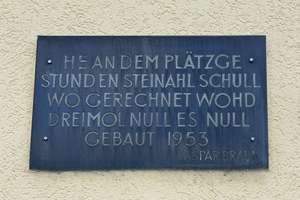 HE AN DEM PLÄTZGE
STUND EN STEINAHL SCHULL
WO GERECHNET WOHD
DREIMOL NULL ES NULL
GEBAUT 1953